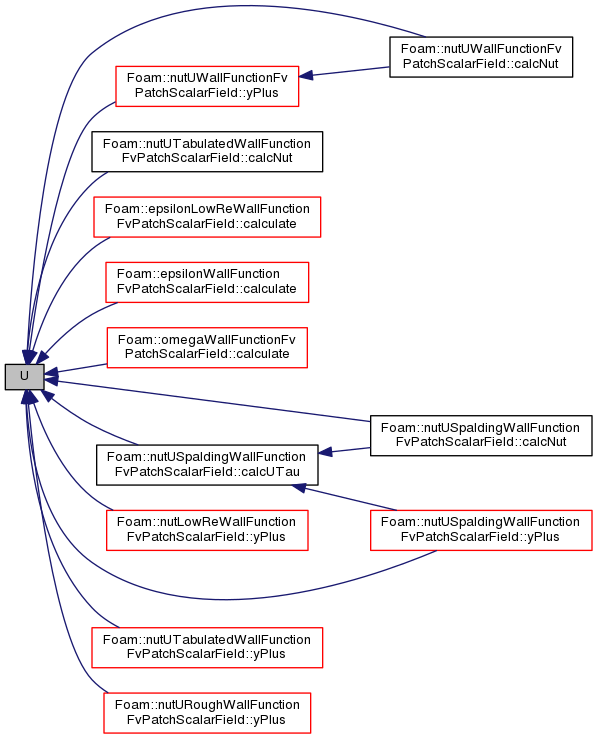 Foam::nutUWallFunctionFv
PatchScalarField::calcNut
Foam::nutUWallFunctionFv
PatchScalarField::yPlus
Foam::nutUTabulatedWallFunction
FvPatchScalarField::calcNut
Foam::epsilonLowReWallFunction
FvPatchScalarField::calculate
Foam::epsilonWallFunction
FvPatchScalarField::calculate
Foam::omegaWallFunctionFv
PatchScalarField::calculate
U
Foam::nutUSpaldingWallFunction
FvPatchScalarField::calcNut
Foam::nutUSpaldingWallFunction
FvPatchScalarField::calcUTau
Foam::nutLowReWallFunction
FvPatchScalarField::yPlus
Foam::nutUSpaldingWallFunction
FvPatchScalarField::yPlus
Foam::nutUTabulatedWallFunction
FvPatchScalarField::yPlus
Foam::nutURoughWallFunction
FvPatchScalarField::yPlus